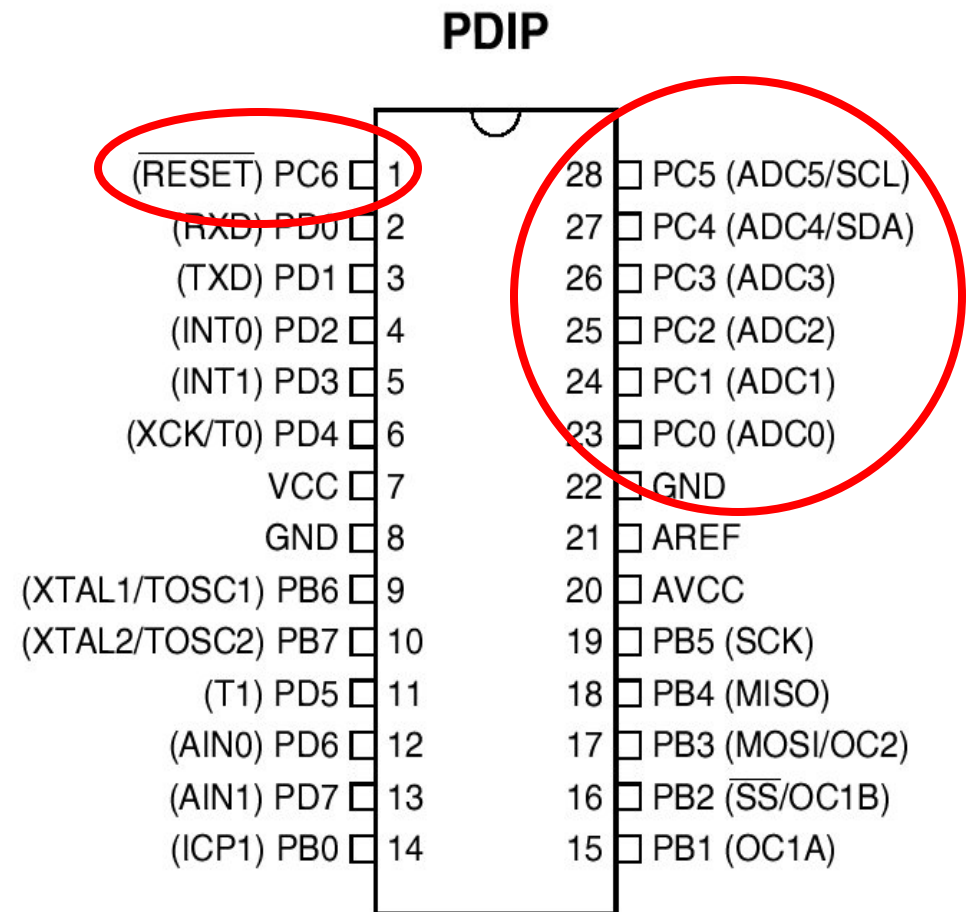 PDIP
(RESET) PC6 1 28 PC5 (ADC5/SCL)
(RXD) PD0 2 27 PC4 (ADC4/SDA)
(TXD) PD1 3 26 PC3 (ADC3)
(INT0) PD2 4 25 PC2 (ADC2)
(INT1) PD3 5 24 PC1 (ADC1)
(XCK/T0) PD4 6 23 PC0 (ADC0)
VCC 7 22 GND
GND 8 21 AREF
(XTAL1/TOSC1) PB6 9 20 AVCC
(XTAL2/TOSC2) PB7 10 19 PB5 (SCK)
(T1) PD5 11 18 PB4 (MISO)
(AIN0) PD6 12 17 PB3 (MOSI/OC2)
(AIN1) PD7 13 16 PB2 (SS/OC1B)
(ICP1) PB0 14 15 PB1 (OC1A)